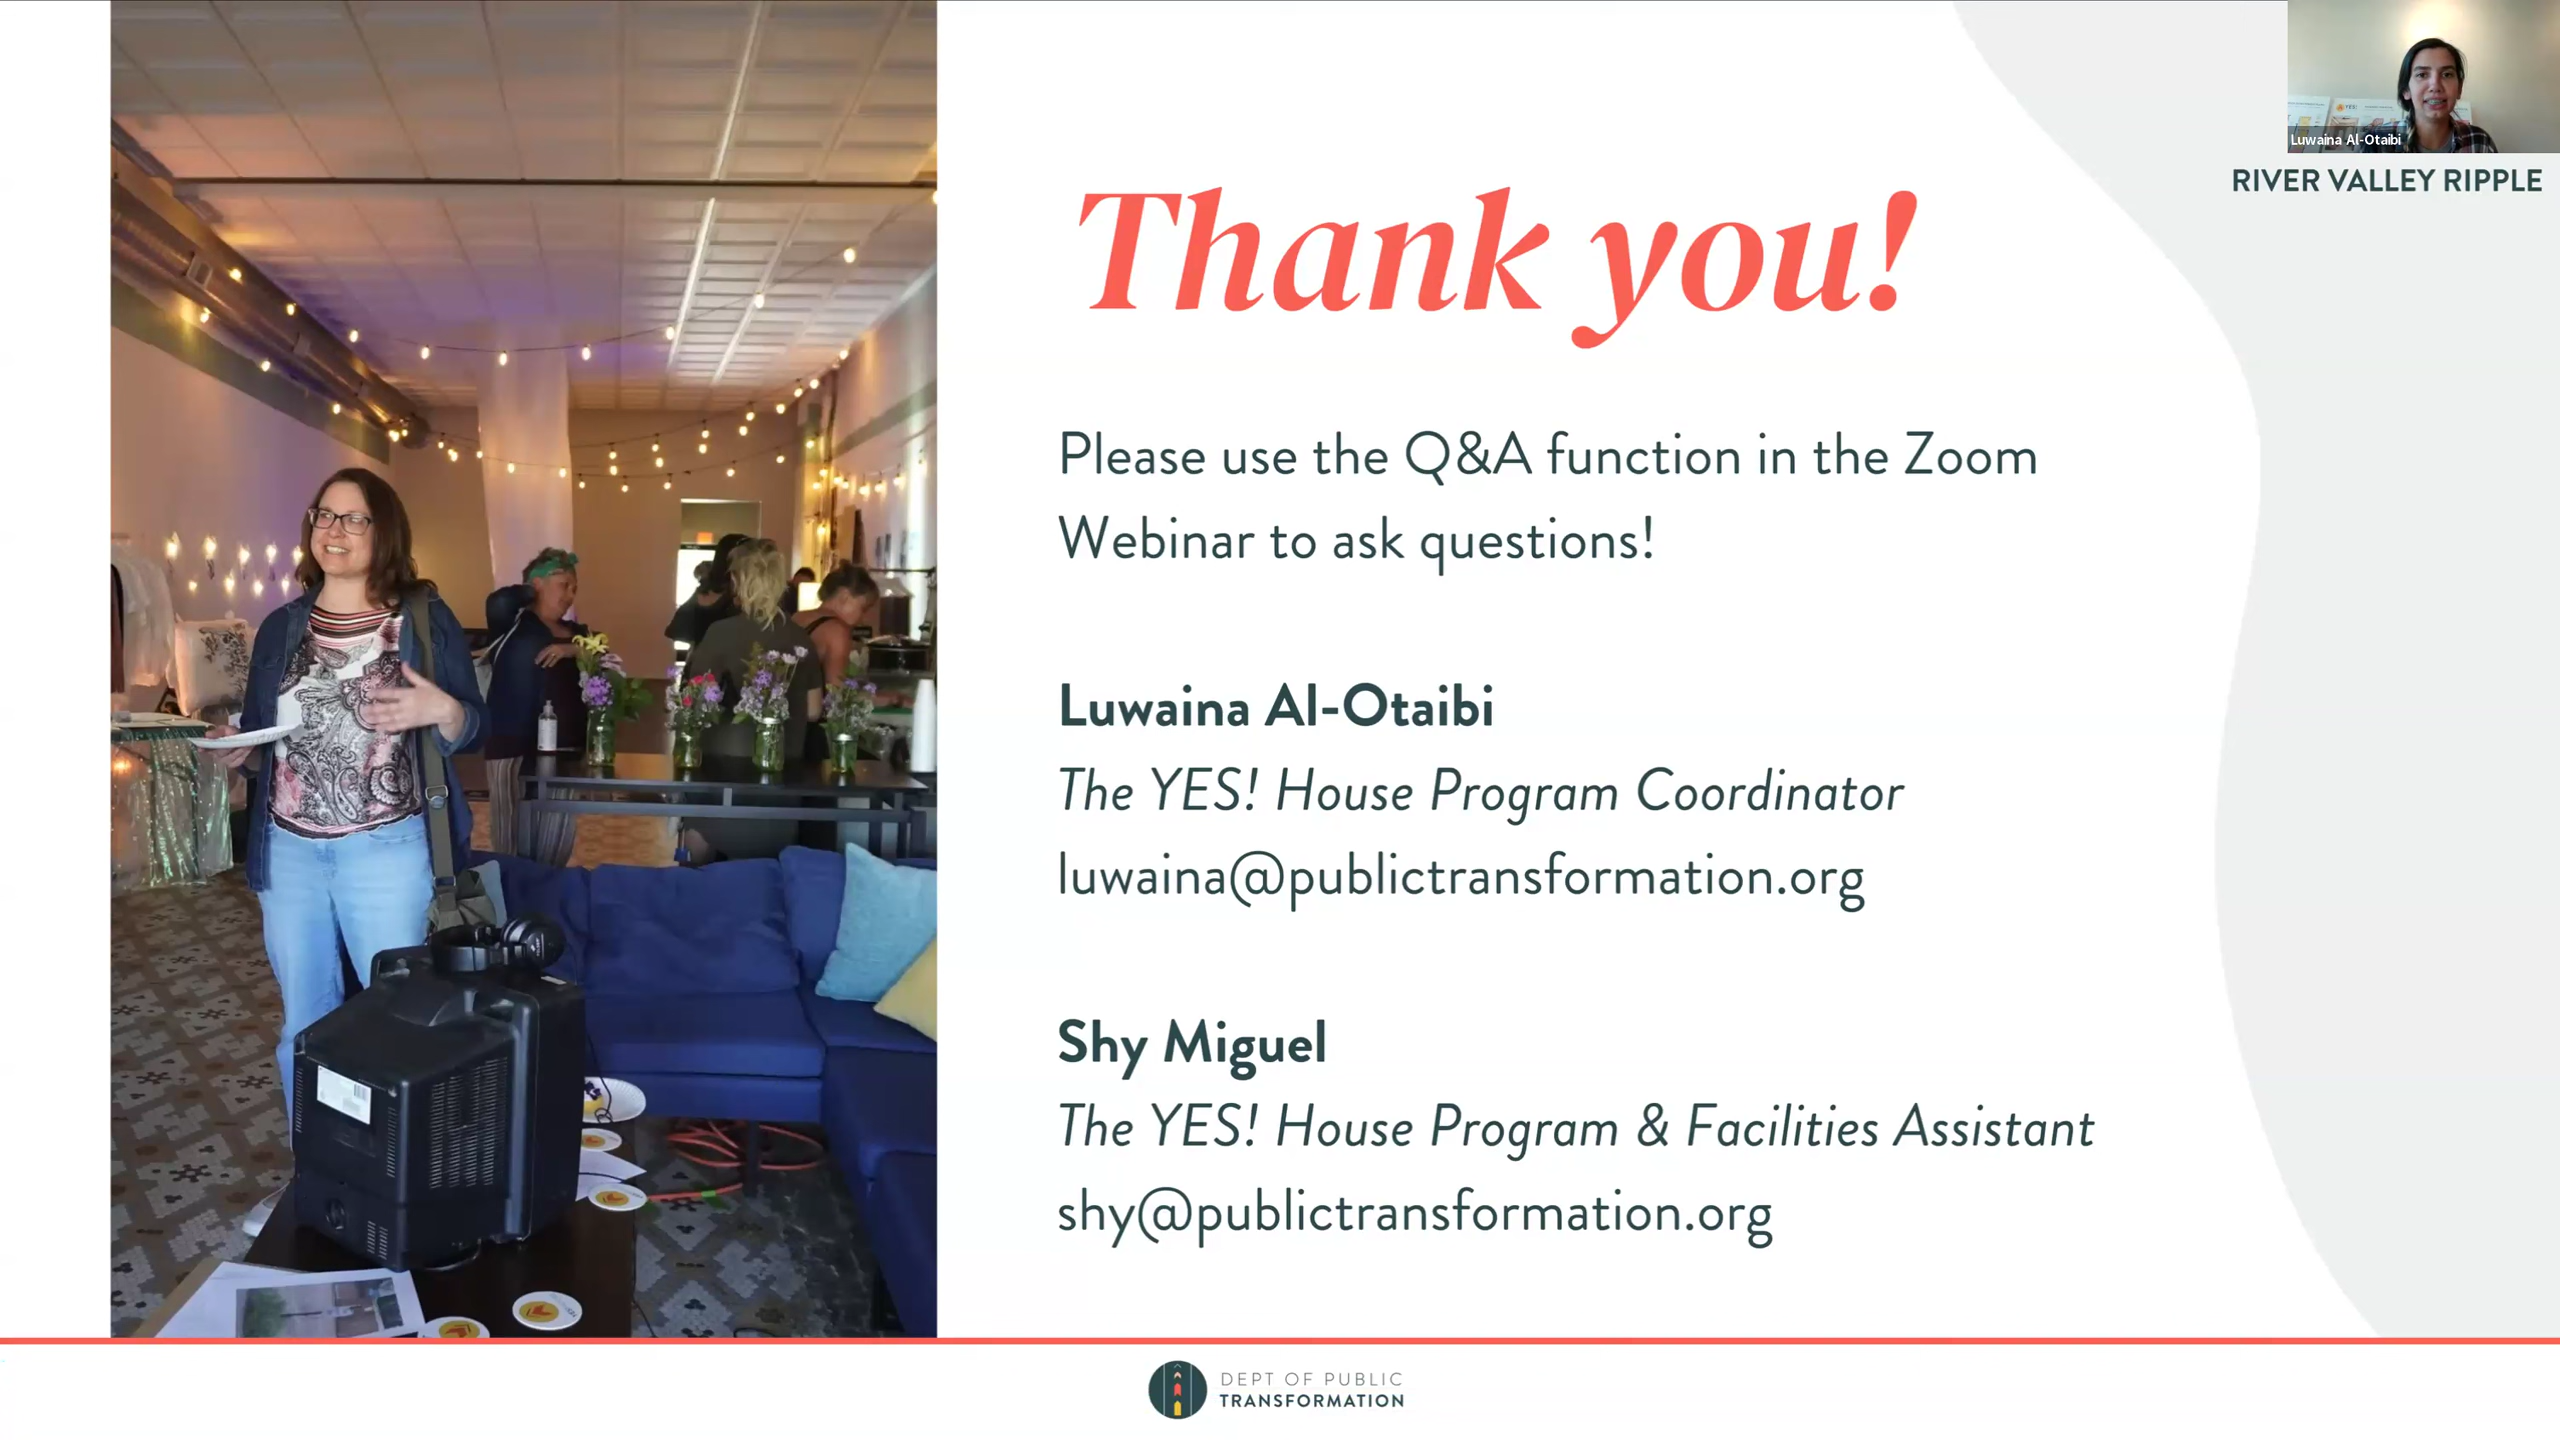 Luwaina Al-Otaibi
RIVER VALLEY RIPPLE
Thank you!
Please use the Q&A function in the Zoom
Webinar to ask questions!
Luwaina Al-Otaibi
The YES! House Program Coordinator
luwaina@publictransformation.org
Shy Miguel
The YES! House Program & Facilities Assistant
shy@publictransformation.org
DEPT OF PUBLIC
TRANSFORMATION